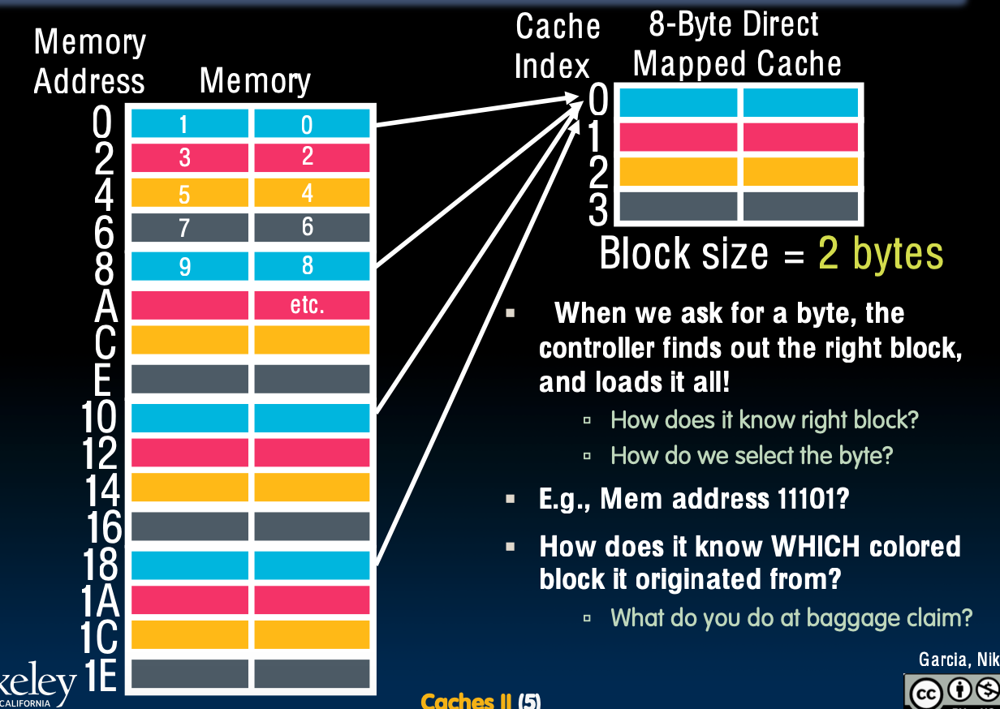 Memory
Address
Memory
0
1 0
2
3 2
4
5 4
6
7 6
8
9 8
A
etc.
C
E
10
12
14
16
18
1A
1C
1E
Cache
Index
8-Byte Direct
Mapped Cache
0
1
2
3
Block size = 2 bytes
▪ When we ask for a byte, the
controller finds out the right block,
and loads it all!
▫ How does it know right block?
▫ How do we select the byte?
▪ E.g., Mem address 11101?
▪ How does it know WHICH colored
block it originated from?
▫ What do you do at baggage claim?
Garcia, Nik
keley
CALIFORNIA
Caches II (5)
cc